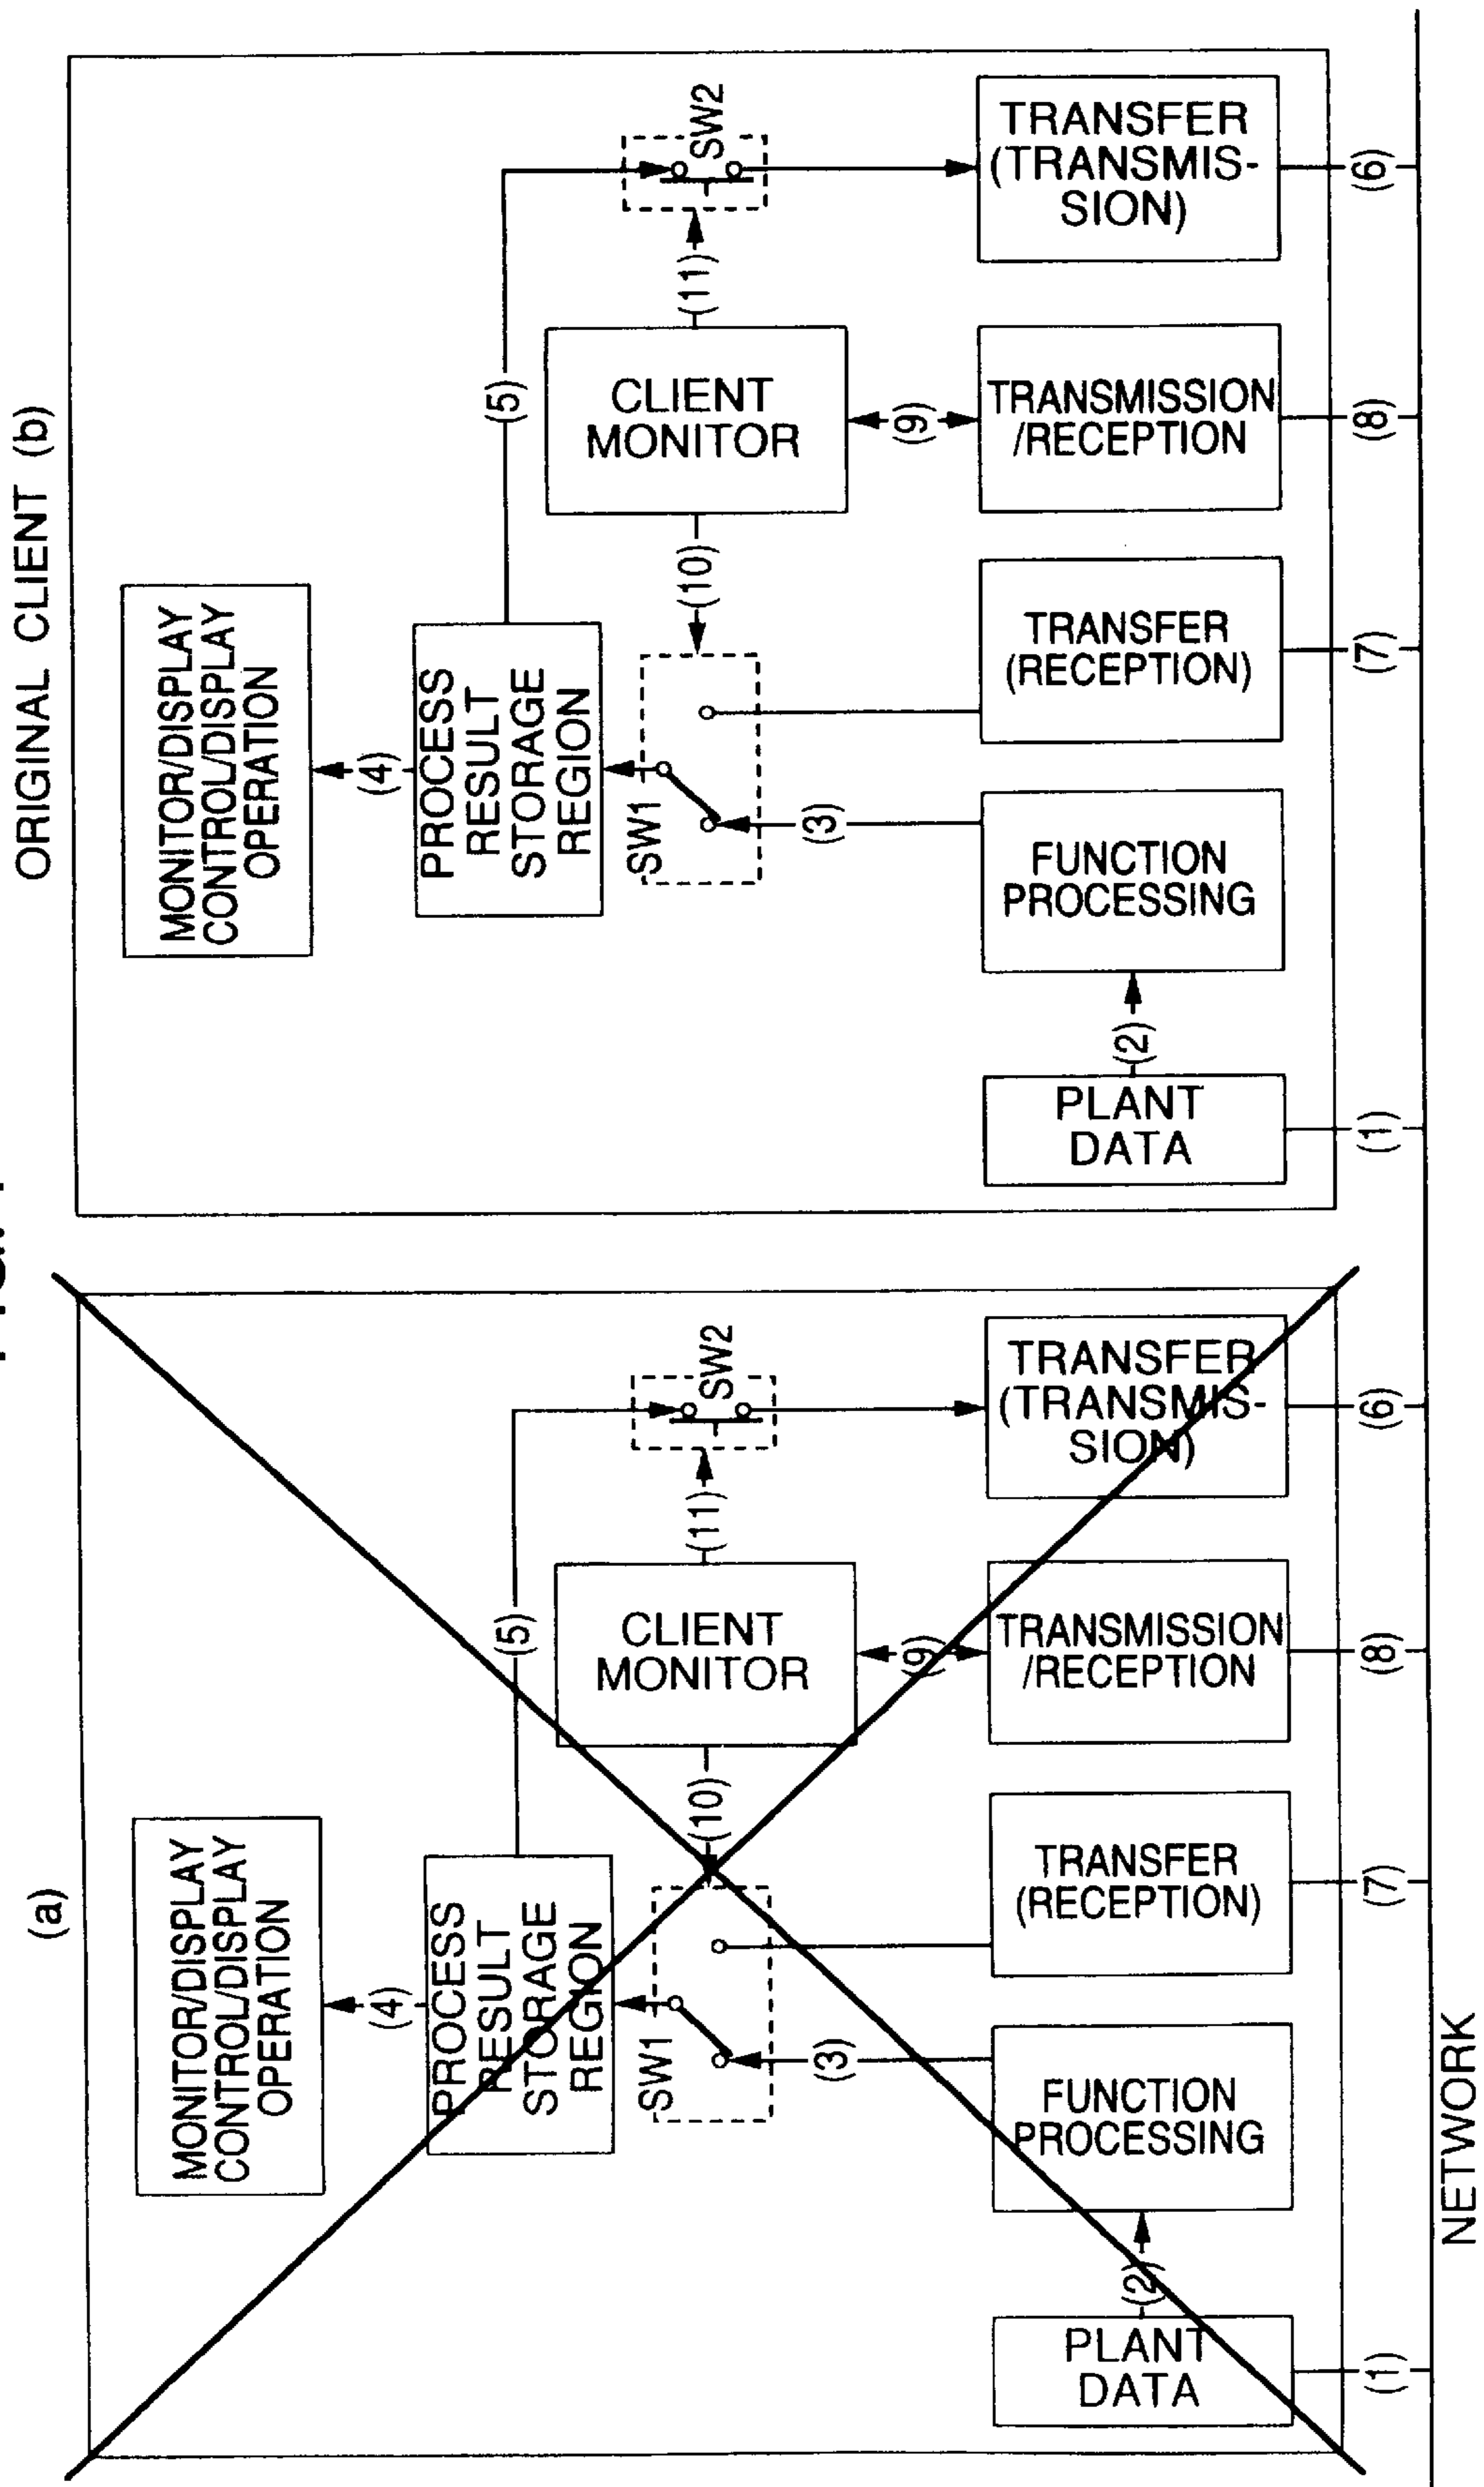 (a)
MONITOR/DISPLAY
CONTROL/DISPLAY
OPERATION
(4)
PROCESS
RESULT
STORAGE
REGION
(5)
SW1
(10)
CLIENT
MONITOR
(11)
SW2
(3)
(9)
PLANT
DATA
(2)
FUNCTION
PROCESSING
TRANSFER
(RECEPTION)
TRANSMISSION
/RECEPTION
TRANSFER
(TRANSMIS-
SION)
(1)
(7)
(8)
(6)
NETWORK
ORIGINAL CLIENT (b)
MONITOR/DISPLAY
CONTROL/DISPLAY
OPERATION
(4)
PROCESS
RESULT
STORAGE
REGION
(5)
SW1
(10)
CLIENT
MONITOR
(11)
SW2
(3)
(9)
PLANT
DATA
(2)
FUNCTION
PROCESSING
TRANSFER
(RECEPTION)
TRANSMISSION
/RECEPTION
TRANSFER
(TRANSMIS-
SION)
(1)
(7)
(8)
(6)